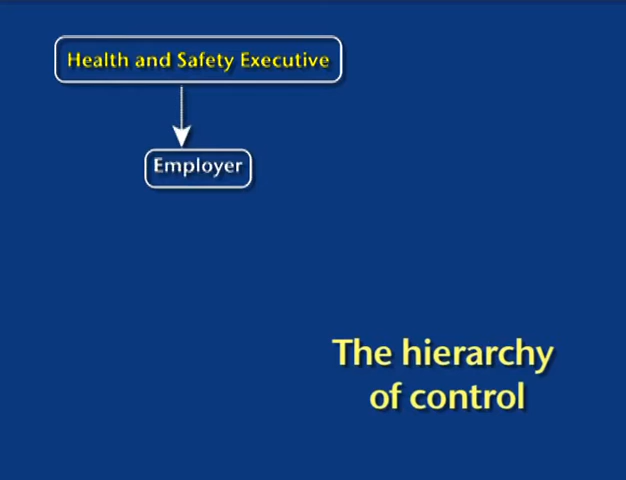 Health and Safety Executive
Employer
The hierarchy
of control